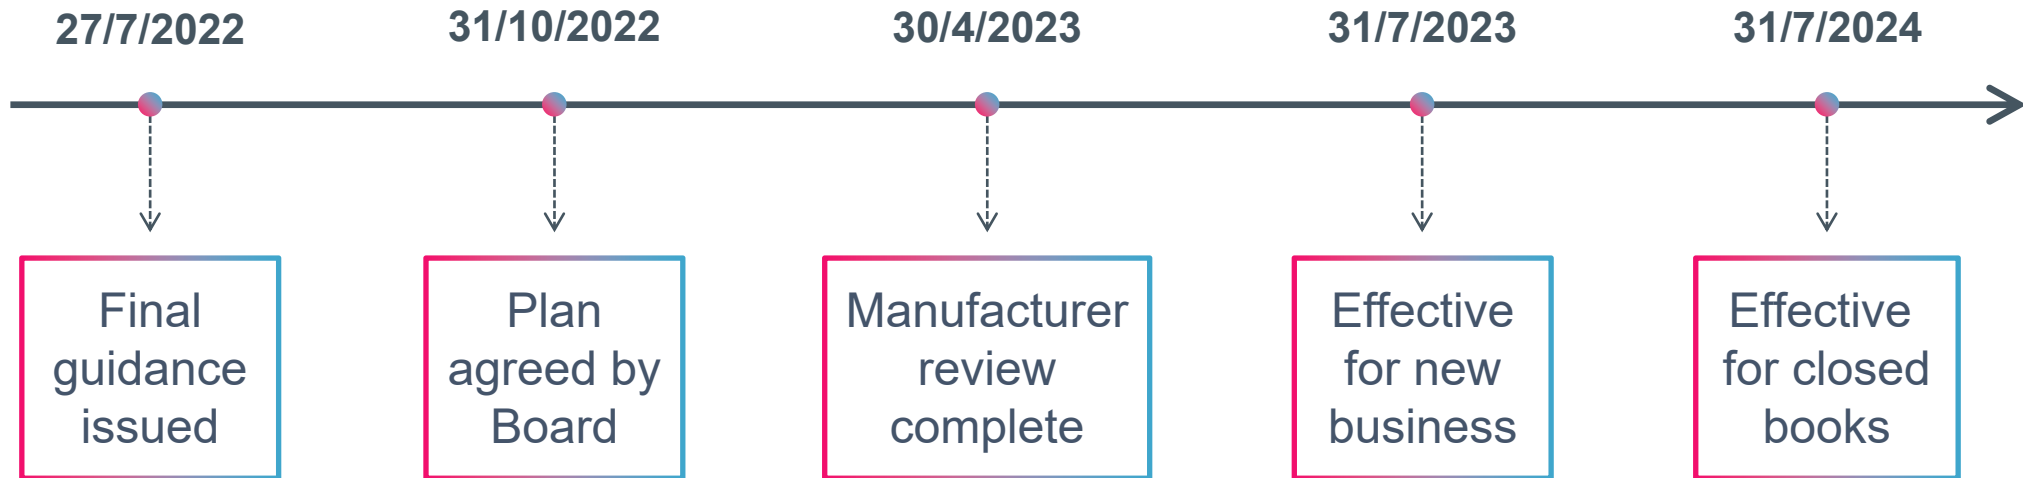 27/7/2022
31/10/2022
30/4/2023
31/7/2023
31/7/2024
Final
guidance
issued
Plan
agreed by
Board
Manufacturer
review
complete
Effective
for new
business
Effective
for closed
books